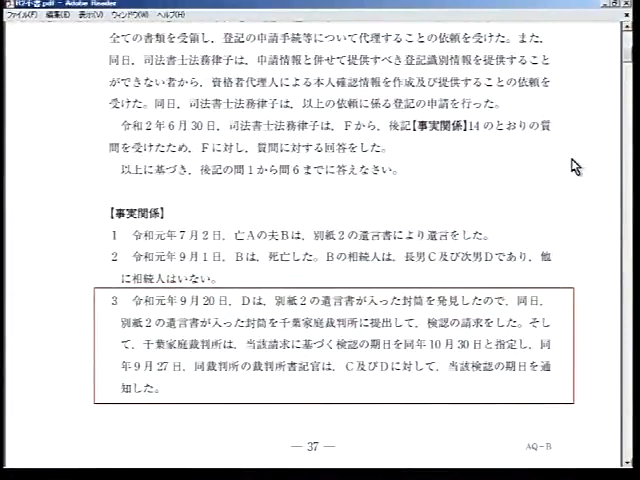 R2不書.pdf - Adobe Reader
ファイル(F) 編集(E) 表示(V) ウィンドウ(W) ヘルプ(H)
全ての書類を受領し，登記の申請手続等について代理することの依頼を受けた。また，
同日，司法書士法務律子は，申請情報と併せて提供すべき登記識別情報を提供すること
ができない者から，資格者代理人による本人確認情報を作成及び提供することの依頼を
受けた。同日，司法書士法務律子は，以上の依頼に係る登記の申請を行った。
令和２年６月30日，司法書士法務律子は，Ｆから，後記【事実関係】14のとおりの質
問を受けたため，Ｆに対し，質問に対する回答をした。
以上に基づき，後記の問１から問６までに答えなさい。
【事実関係】
１ 令和元年７月２日，亡Ａの夫Ｂは，別紙２の遺言書により遺言をした。
２ 令和元年９月１日，Ｂは，死亡した。Ｂの相続人は，長男Ｃ及び次男Ｄであり，他
に相続人はいない。
３ 令和元年９月20日，Ｄは，別紙２の遺言書が入った封筒を発見したので，同日，
別紙２の遺言書が入った封筒を千葉家庭裁判所に提出して，検認の請求をした。そし
て，千葉家庭裁判所は，当該請求に基づく検認の期日を同年10月30日と指定し，同
年９月27日，同裁判所の裁判所書記官は，Ｃ及びＤに対して，当該検認の期日を通
知した。
― 37 ―
AQ－B